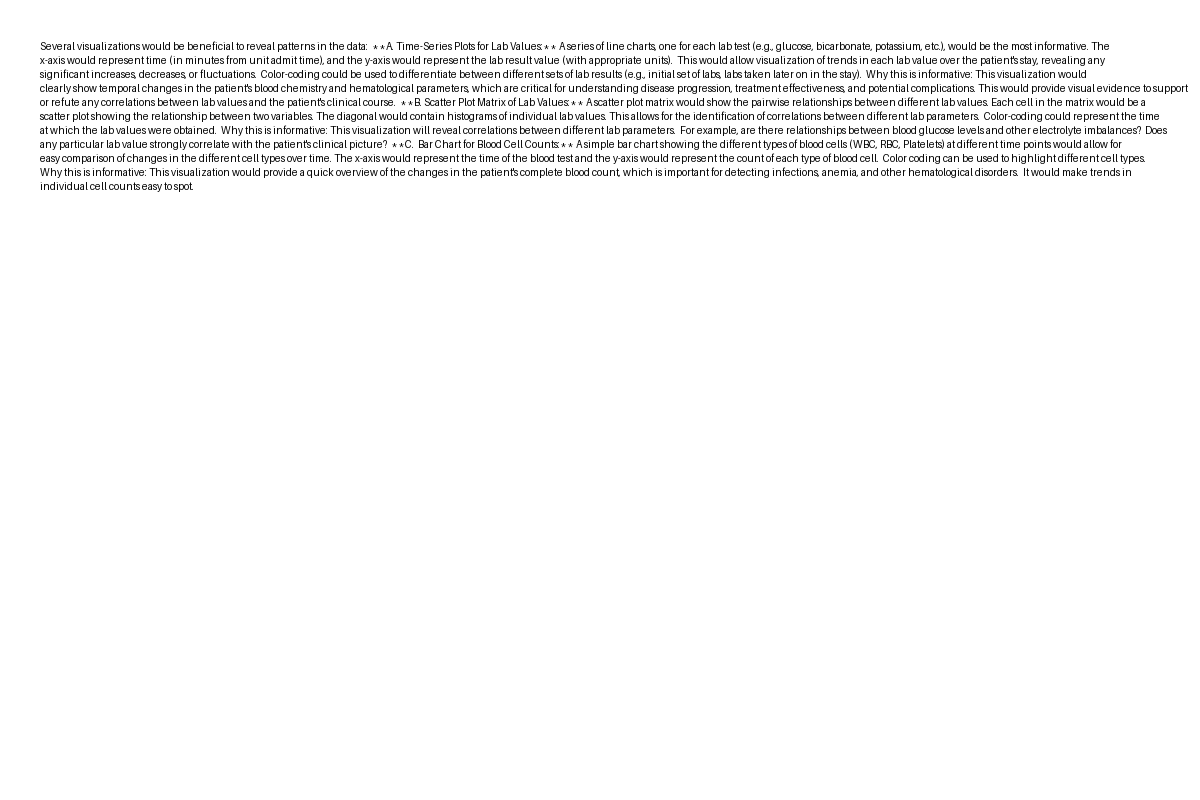 Several visualizations would be beneficial to reveal patterns in the data:  **A. Time-Series Plots for Lab Values:** A series of line charts, one for each lab test (e.g., glucose, bicarbonate, potassium, etc.), would be the most informative. The
x-axis would represent time (in minutes from unit admit time), and the y-axis would represent the lab result value (with appropriate units).  This would allow visualization of trends in each lab value over the patient's stay, revealing any
significant increases, decreases, or fluctuations.  Color-coding could be used to differentiate between different sets of lab results (e.g., initial set of labs, labs taken later on in the stay).  Why this is informative: This visualization would
clearly show temporal changes in the patient's blood chemistry and hematological parameters, which are critical for understanding disease progression, treatment effectiveness, and potential complications. This would provide visual evidence to support
or refute any correlations between lab values and the patient's clinical course.  **B. Scatter Plot Matrix of Lab Values:** A scatter plot matrix would show the pairwise relationships between different lab values. Each cell in the matrix would be a
scatter plot showing the relationship between two variables. The diagonal would contain histograms of individual lab values. This allows for the identification of correlations between different lab parameters.  Color-coding could represent the time
at which the lab values were obtained.  Why this is informative: This visualization will reveal correlations between different lab parameters.  For example, are there relationships between blood glucose levels and other electrolyte imbalances? Does
any particular lab value strongly correlate with the patient's clinical picture?  **C.  Bar Chart for Blood Cell Counts:** A simple bar chart showing the different types of blood cells (WBC, RBC, Platelets) at different time points would allow for
easy comparison of changes in the different cell types over time. The x-axis would represent the time of the blood test and the y-axis would represent the count of each type of blood cell.  Color coding can be used to highlight different cell types.
Why this is informative: This visualization would provide a quick overview of the changes in the patient's complete blood count, which is important for detecting infections, anemia, and other hematological disorders.  It would make trends in
individual cell counts easy to spot.